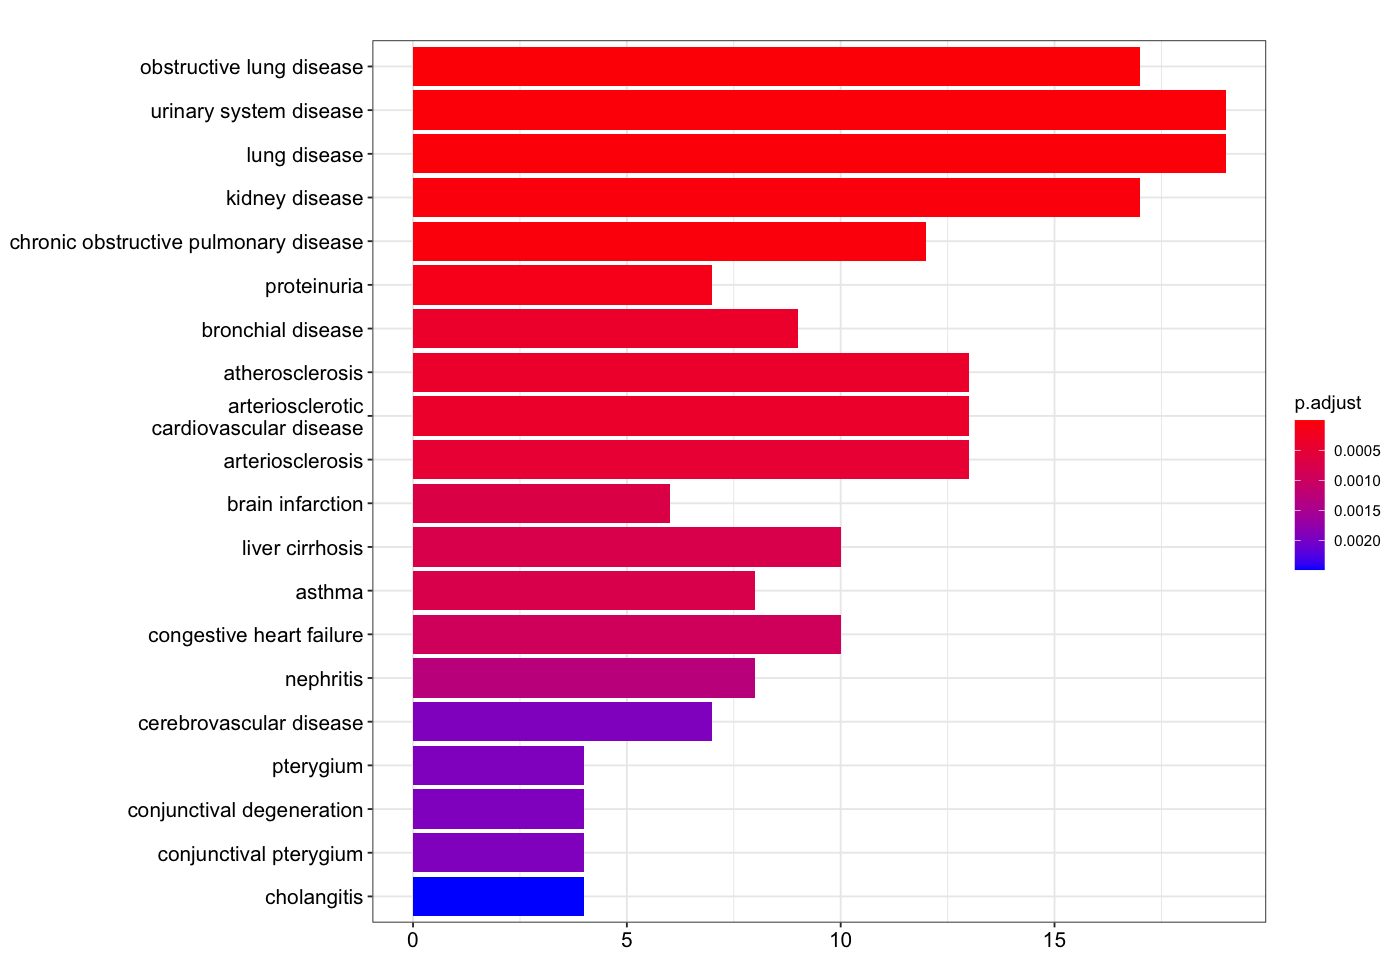 obstructive lung disease
urinary system disease
lung disease
kidney disease
chronic obstructive pulmonary disease
proteinuria
bronchial disease
atherosclerosis
arteriosclerotic
cardiovascular disease
arteriosclerosis
brain infarction
liver cirrhosis
asthma
congestive heart failure
nephritis
cerebrovascular disease
pterygium
conjunctival degeneration
conjunctival pterygium
cholangitis
0 5 10 15
p.adjust
0.0005
0.0010
0.0015
0.0020